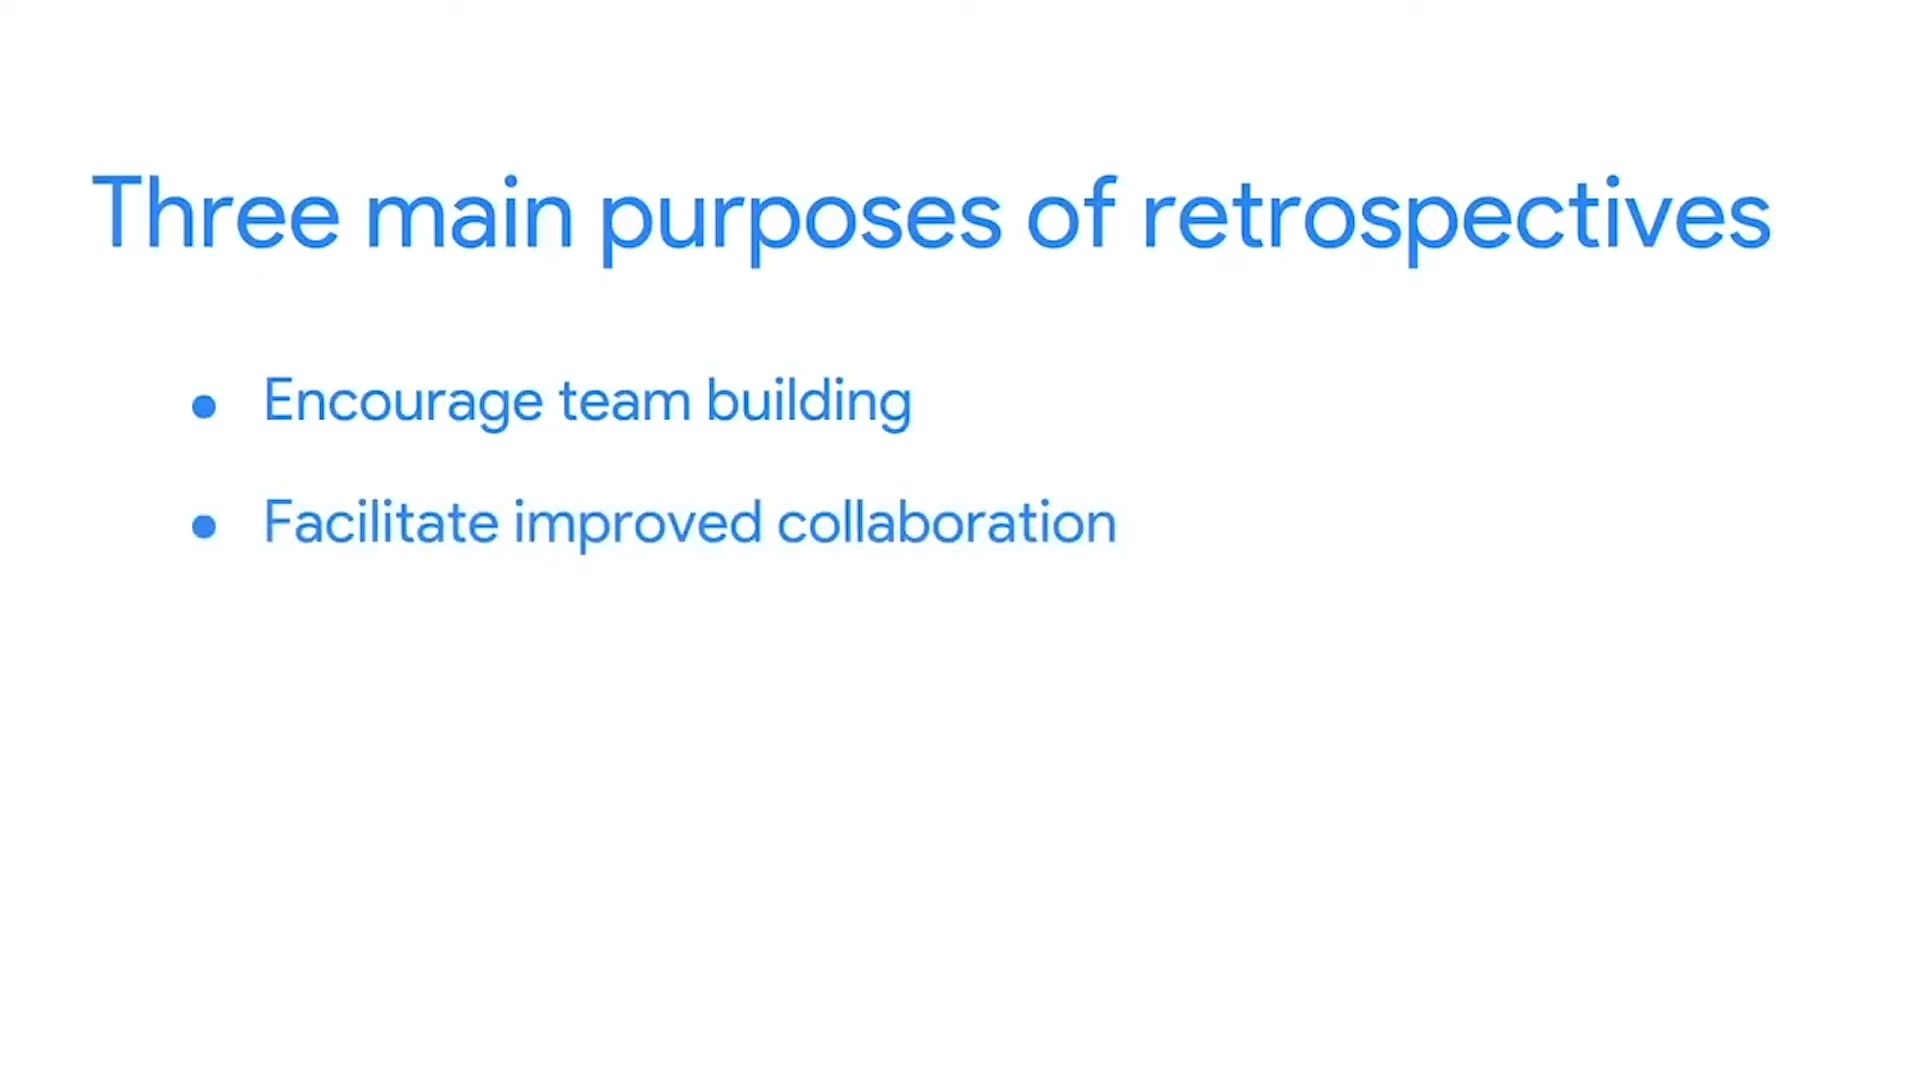 Three main purposes of retrospectives
• Encourage team building
• Facilitate improved collaboration